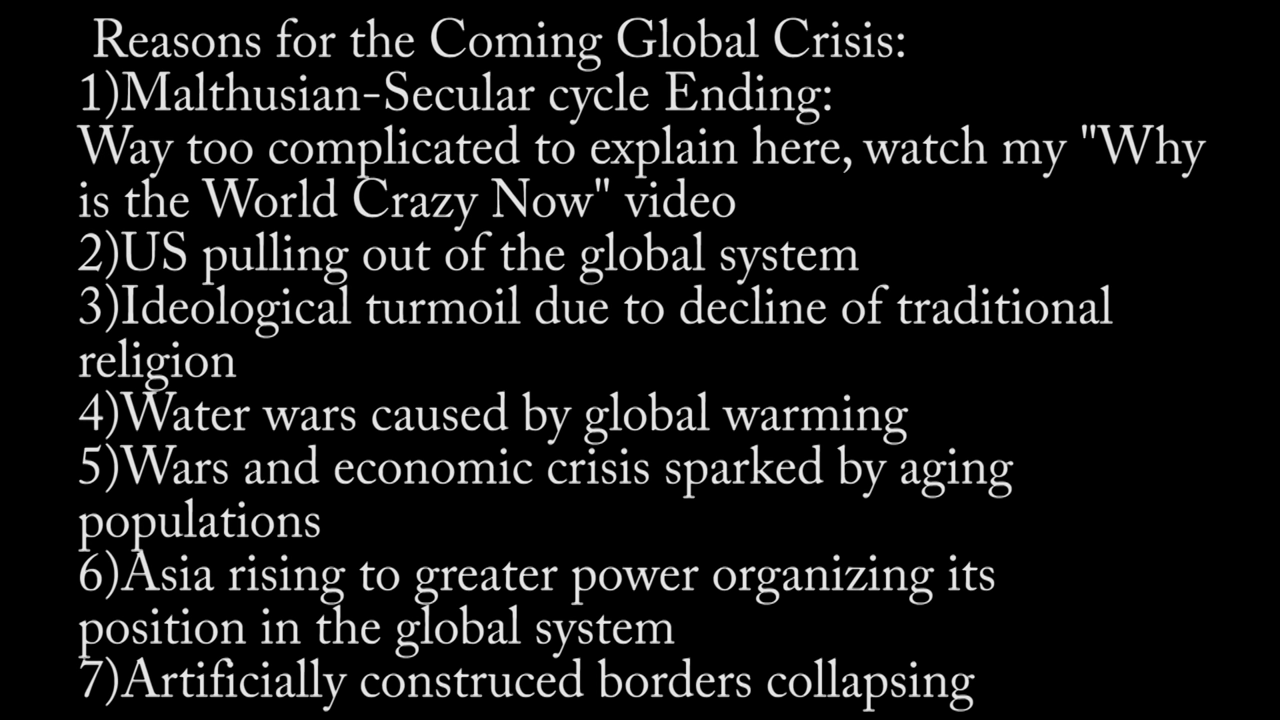 Reasons for the Coming Global Crisis:
1)Malthusian-Secular cycle Ending:
Way too complicated to explain here, watch my "Why
is the World Crazy Now" video
2)US pulling out of the global system
3)Ideological turmoil due to decline of traditional
religion
4)Water wars caused by global warming
5)Wars and economic crisis sparked by aging
populations
6)Asia rising to greater power organizing its
position in the global system
7)Artificially construced borders collapsing